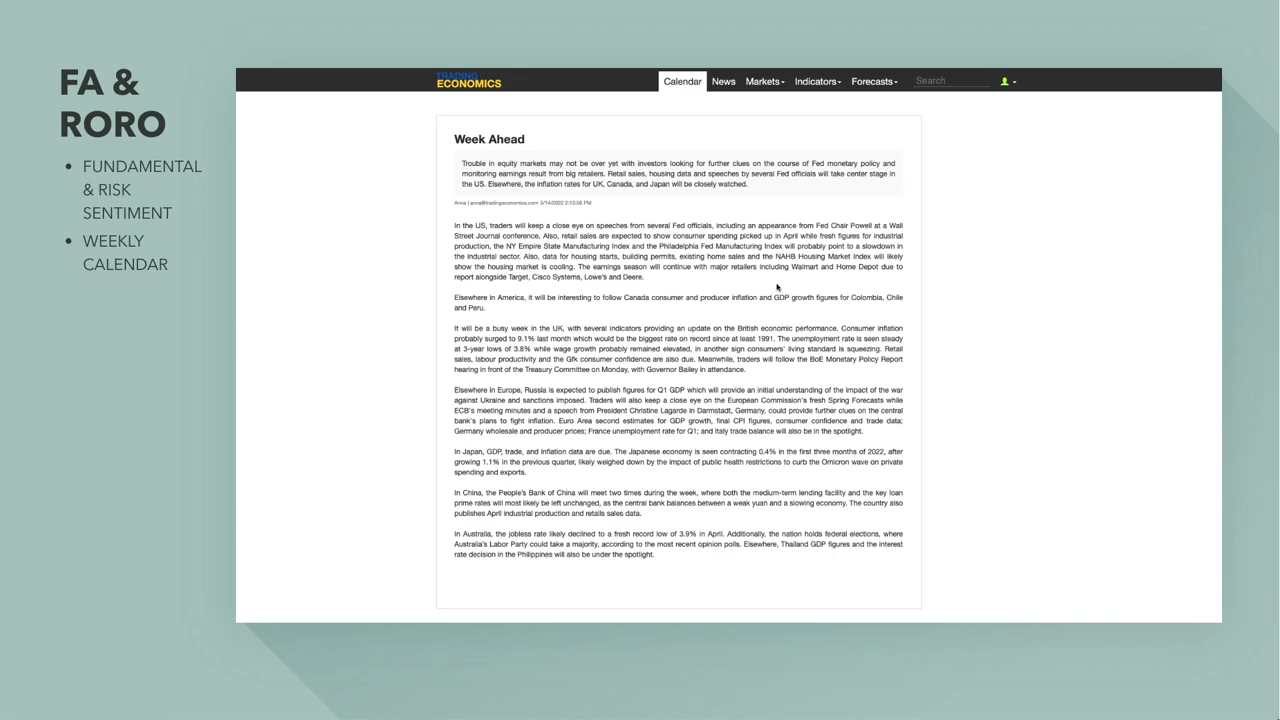 FA &
RORO
• FUNDAMENTAL
& RISK
SENTIMENT
• WEEKLY
CALENDAR
TRADING
ECONOMICS
Calendar News Markets Indicators Forecasts Search
Week Ahead
Trouble in equity markets may not be over yet with investors looking for further clues on the course of Fed monetary policy and
monitoring earnings result from big retailers. Retail sales, housing data and speeches by several Fed officials will take center stage in
the US. Elsewhere, the inflation rates for UK, Canada, and Japan will be closely watched.
Anna | anna@tradingeconomics.com 5/14/2022 2:13:58 PM
In the US, traders will keep a close eye on speeches from several Fed officials, including an appearance from Fed Chair Powell at a Wall
Street Journal conference. Also, retail sales are expected to show consumer spending picked up in April while fresh figures for industrial
production, the NY Empire State Manufacturing Index and the Philadelphia Fed Manufacturing Index will probably point to a slowdown in
the industrial sector. Also, data for housing starts, building permits, existing home sales and the NAHB Housing Market Index will likely
show the housing market is cooling. The earnings season will continue with major retailers including Walmart and Home Depot due to
report alongside Target, Cisco Systems, Lowe's and Deere.
Elsewhere in America, it will be interesting to follow Canada consumer and producer inflation and GDP growth figures for Colombia, Chile
and Peru.
It will be a busy week in the UK, with several indicators providing an update on the British economic performance. Consumer inflation
probably surged to 9.1% last month which would be the biggest rate on record since at least 1991. The unemployment rate is seen steady
at 3-year lows of 3.8% while wage growth probably remained elevated, in another sign consumers' living standard is squeezing. Retail
sales, labour productivity and the Gfk consumer confidence are also due. Meanwhile, traders will follow the BoE Monetary Policy Report
hearing in front of the Treasury Committee on Monday, with Governor Bailey in attendance.
Elsewhere in Europe, Russia is expected to publish figures for Q1 GDP which will provide an initial understanding of the impact of the war
against Ukraine and sanctions imposed. Traders will also keep a close eye on the European Commission's fresh Spring Forecasts while
ECB's meeting minutes and a speech from President Christine Lagarde in Darmstadt, Germany, could provide further clues on the central
bank's plans to fight inflation. Euro Area second estimates for GDP growth, final CPI figures, consumer confidence and trade data;
Germany wholesale and producer prices; France unemployment rate for Q1; and Italy trade balance will also be in the spotlight.
In Japan, GDP, trade, and inflation data are due. The Japanese economy is seen contracting 0.4% in the first three months of 2022, after
growing 1.1% in the previous quarter, likely weighed down by the impact of public health restrictions to curb the Omicron wave on private
spending and exports.
In China, the People's Bank of China will meet two times during the week, where both the medium-term lending facility and the key loan
prime rates will most likely be left unchanged, as the central bank balances between a weak yuan and a slowing economy. The country also
publishes April industrial production and retails sales data.
In Australia, the jobless rate likely declined to a fresh record low of 3.9% in April. Additionally, the nation holds federal elections, where
Australia's Labor Party could take a majority, according to the most recent opinion polls. Elsewhere, Thailand GDP figures and the interest
rate decision in the Philippines will also be under the spotlight.